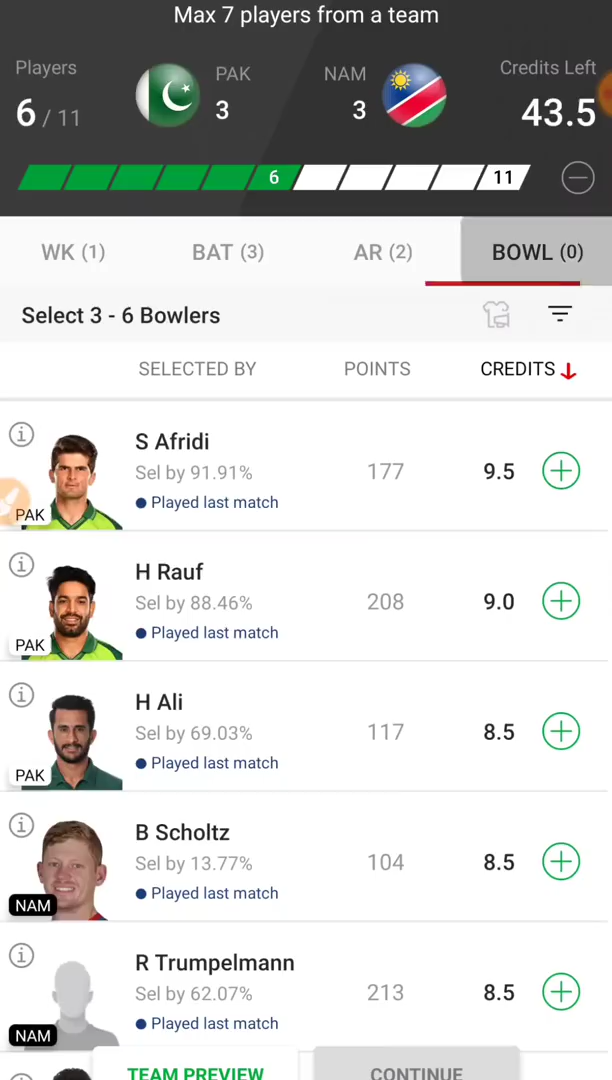 Max 7 players from a team
Players PAK NAM Credits Left
6 / 11 3 3 43.5
6 11
WK (1) BAT (3) AR (2) BOWL (0)
Select 3 - 6 Bowlers
SELECTED BY POINTS CREDITS
S Afridi
Sel by 91.91% 177 9.5
Played last match
PAK
H Rauf
Sel by 88.46% 208 9.0
Played last match
PAK
H Ali
Sel by 69.03% 117 8.5
Played last match
PAK
B Scholtz
Sel by 13.77% 104 8.5
Played last match
NAM
R Trumpelmann
Sel by 62.07% 213 8.5
Played last match
NAM
TEAM PREVIEW CONTINUE